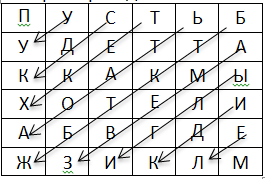 П У С Т Ь Б
У Д Е Т Т А
К К А К М Ы
Х О Т Е Л И
А Б В Г Д Е
Ж З И К Л М